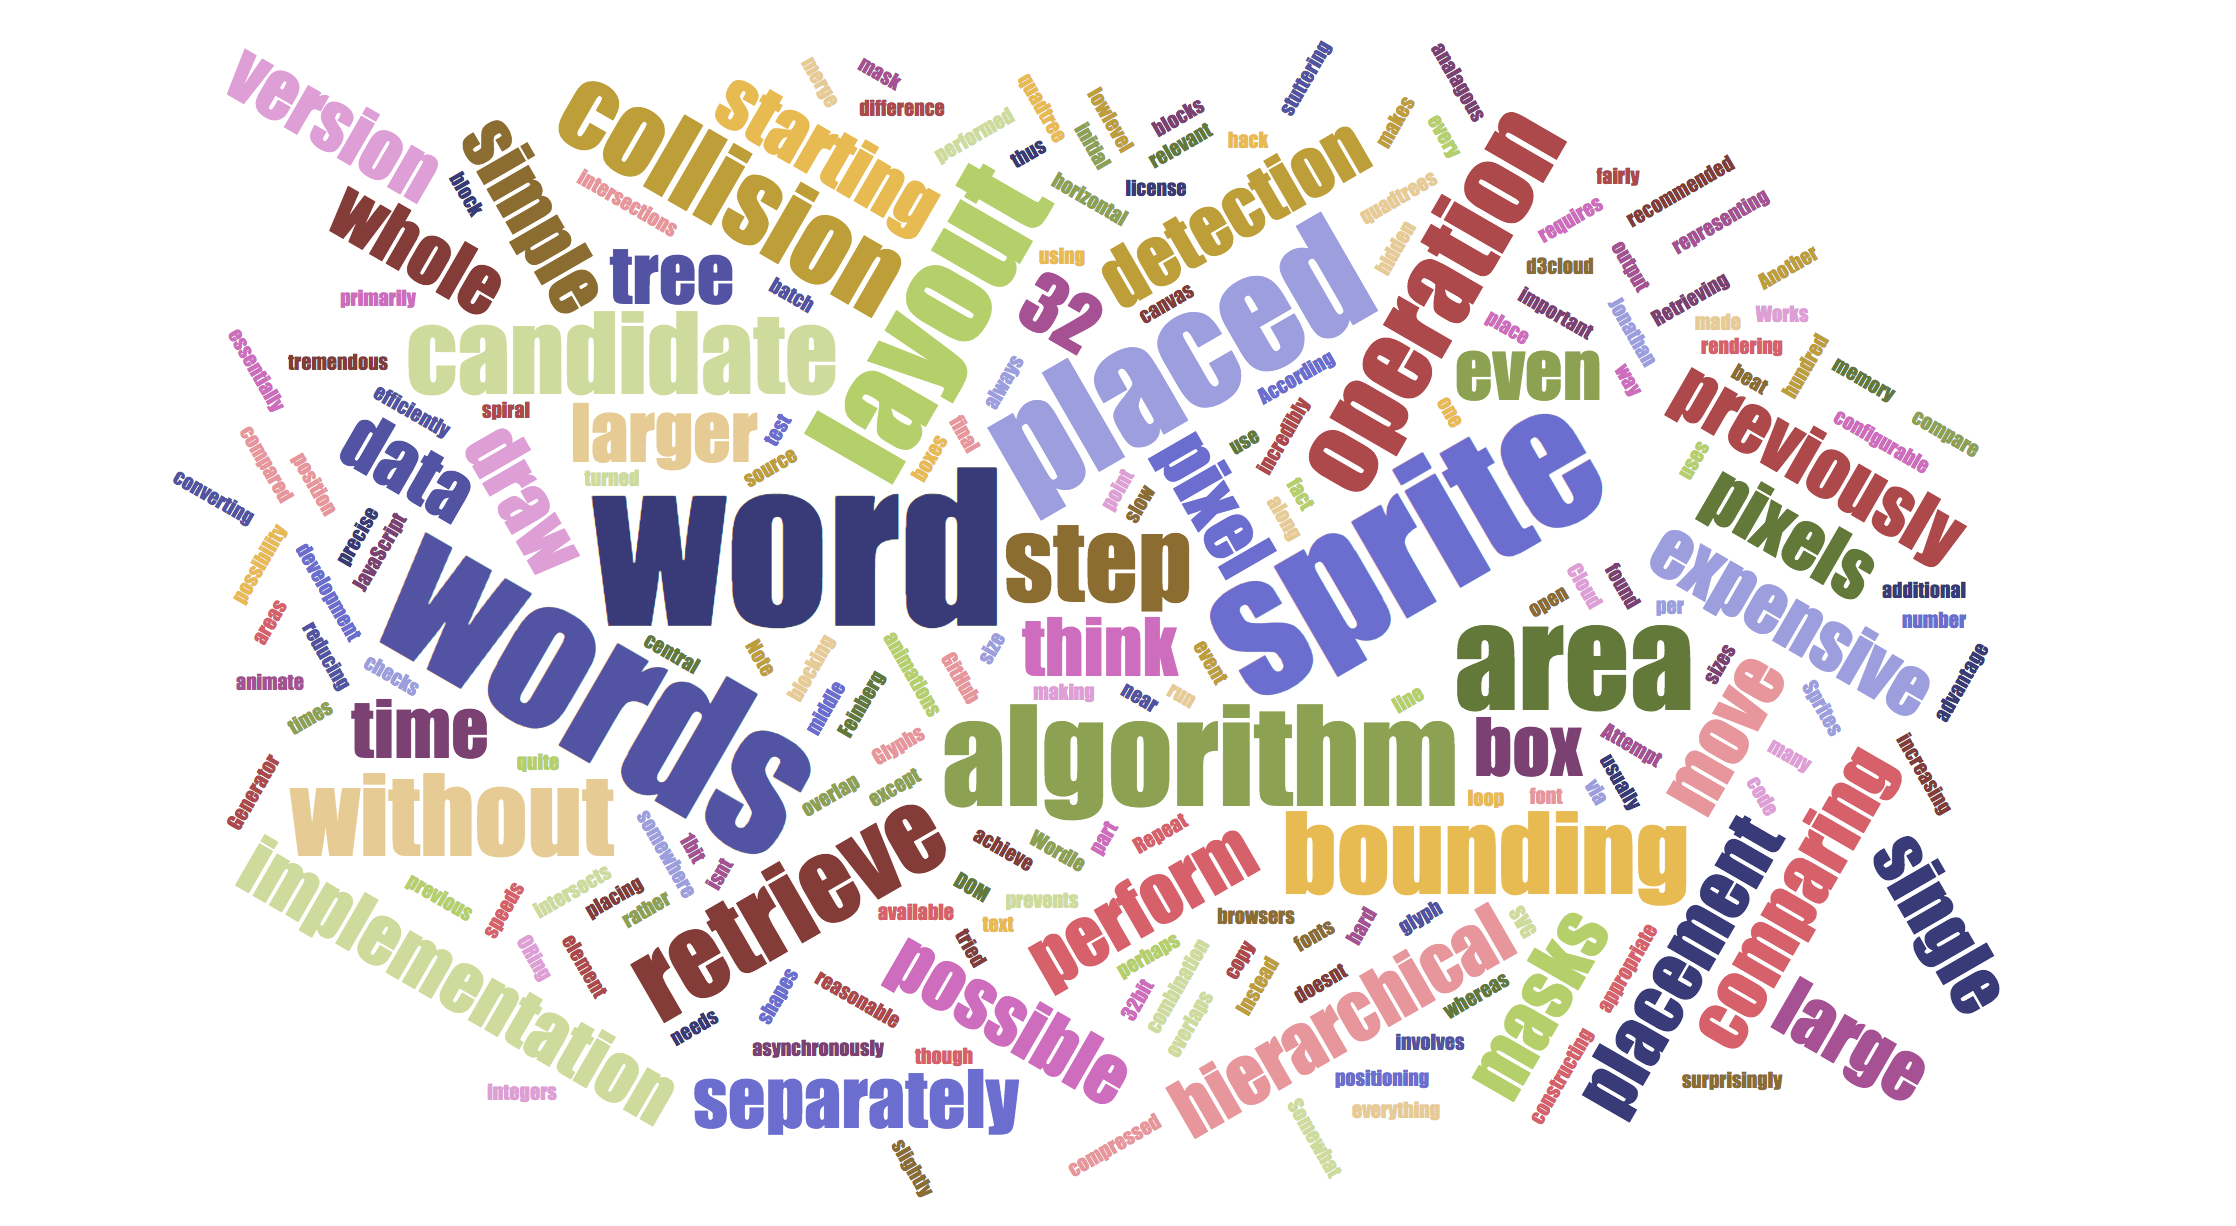 version
merge
mask
difference
stuttering
analagous
collision
starting
quadtree
lowlevel
blocks
performed
thus
initial
relevant
hack
makes
every
operation
simple
block
Intersections
layout
horizontal
license
detection
quadtrees
fairly
recommended
requires
representing
whole
tree
batch
using
32
canvas
placed
hidden
d3cloud
output
Another
primarily
important
Retrieving
Jonathan
place
made
Works
essentially
tremendous
candidate
always
According
even
rendering
way
beat
hundred
memory
efficiently
spiral
larger
test
final
use
incredibly
one
previously
configurable
compare
compared
position
data
draw
turned
source
boxes
point
slow
pixel
fact
along
sprite
uses
pixels
converting
possibility
precise
JavaScript
word
step
expensive
development
words
Cloud
found
open
per
additional
number
areas
reducing
checks
central
Note
blocking
animations
GitHub
size
think
event
area
sizes
move
Sprites
advantage
animate
times
time
middle
Feinberg
making
near
run
line
algorithm
box
Attempt
many
quite
Glyphs
usually
via
code
increasing
Generator
without
overlap
except
loop
font
comparing
somewhere
1bit
isnt
retrieve
achieve
Wordle
part
Repeat
bounding
placement
single
implementation
previous
speeds
Intersects
placing
rather
DOM
prevents
perform
available
text
browsers
hard
glyph
svg
masks
oning
element
tried
perhaps
combination
copy
fonts
hierarchical
appropriate
shapes
reasonable
possible
32bit
Instead
doesnt
whereas
large
needs
asynchronously
though
overlaps
involves
constructing
integers
separately
positioning
surprisingly
everything
Somewhat
compressed
slightly